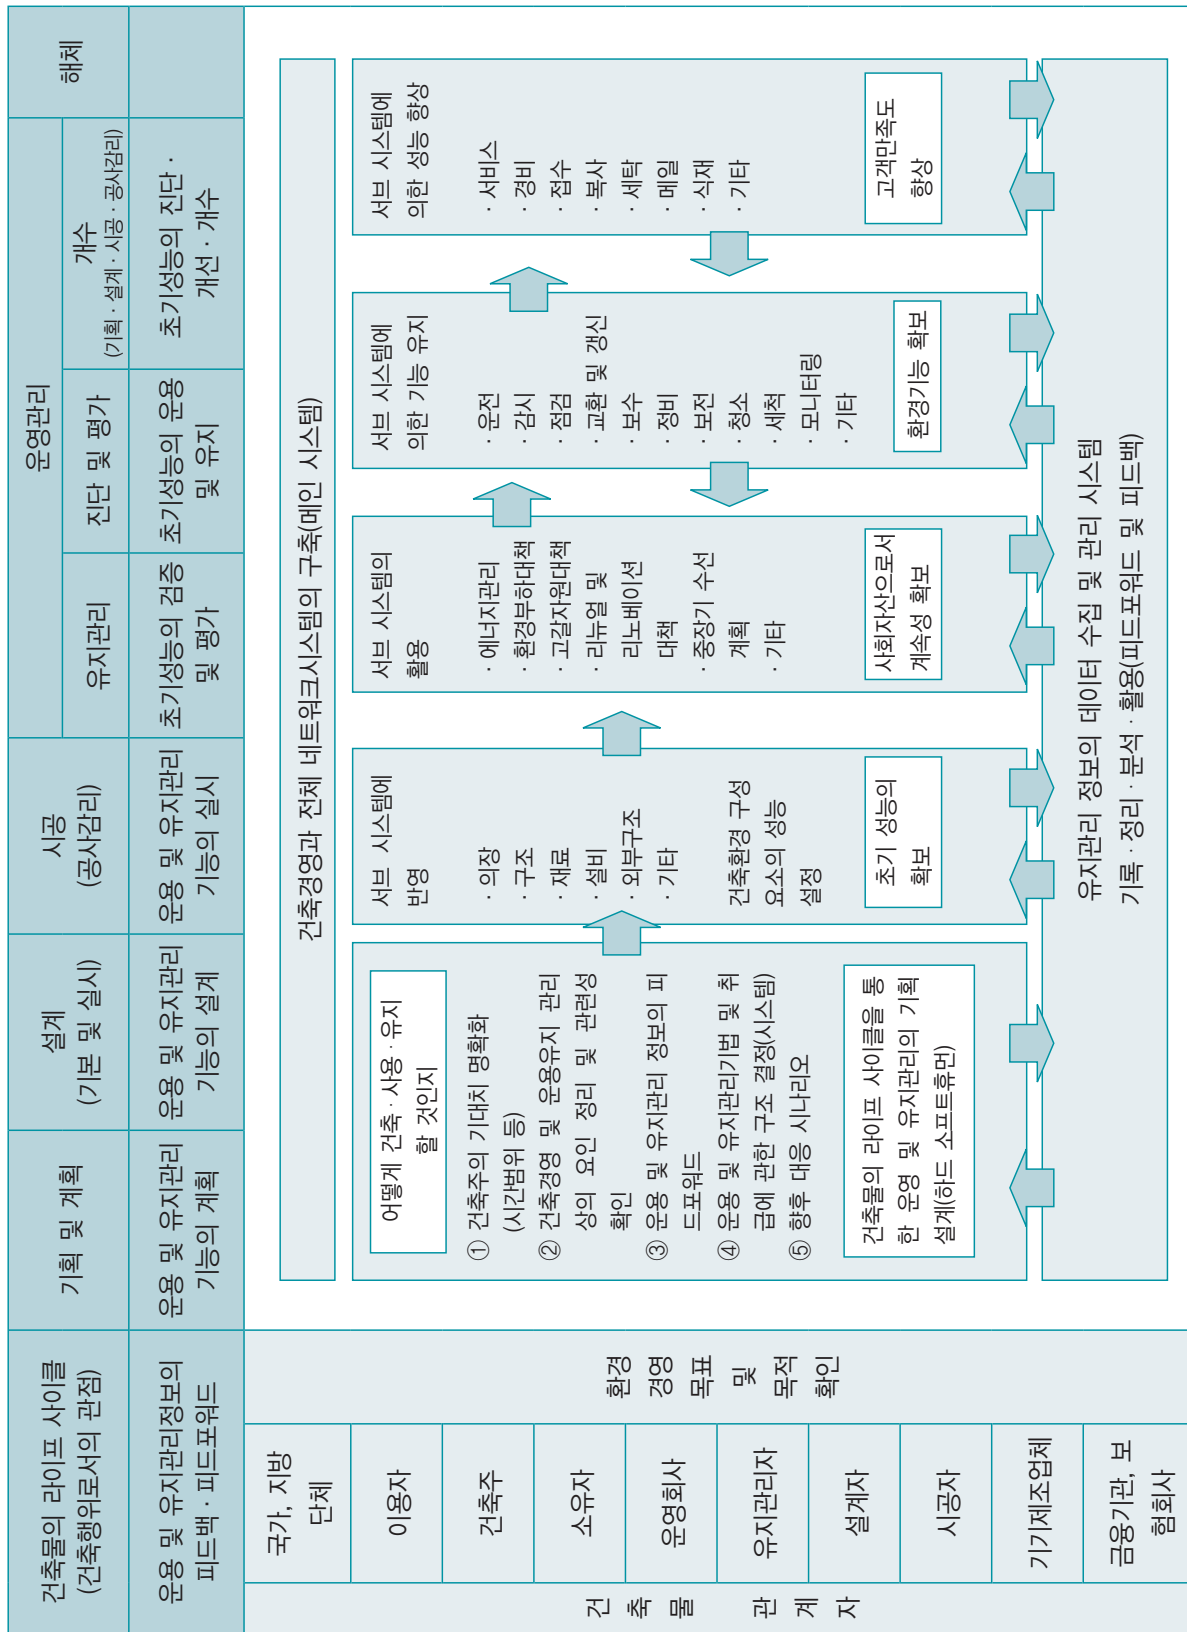 건축물의 라이프 사이클
(건축행위로서의 관점)
기획 및 계획
설계
(기본 및 실시)
시공
(공사감리)
운영관리
유지관리
진단 및 평가
개수
(기획 · 설계 · 시공 · 공사감리)
해체
운용 및 유지관리정보의
피드백 · 피드포워드
운용 및 유지관리
기능의 계획
운용 및 유지관리
기능의 설계
운용 및 유지관리
기능의 실시
초기성능의 검증
및 평가
초기성능의 운용
및 유지
초기성능의 진단 ·
개선 · 개수
건축물 관계자
국가, 지방
단체
이용자
건축주
소유자
운영회사
유지관리자
설계자
시공자
기기제조업체
금융기관, 보
험회사
환경
경영
목표
및
목적
확인
건축경영과 전체 네트워크시스템의 구축(메인 시스템)
어떻게 건축 · 사용 · 유지
할 것인지
① 건축주의 기대치 명확화
(시간범위 등)
② 건축경영 및 운용유지 관리
상의 요인 정리 및 관련성
확인
③ 운용 및 유지관리 정보의 피
드포워드
④ 운용 및 유지관리기법 및 취
급에 관한 구조 결정(시스템)
⑤ 향후 대응 시나리오
건축물의 라이프 사이클을 통
한 운영 및 유지관리의 기획
설계(하드 소프트휴먼)
서브 시스템에
반영
· 의장
· 구조
· 재료
· 설비
· 외부구조
· 기타
건축환경 구성
요소의 성능
설정
초기 성능의
확보
서브 시스템의
활용
· 에너지관리
· 환경부하대책
· 고갈자원대책
· 리뉴얼 및
리노베이션
대책
· 중장기 수선
계획
· 기타
사회자산으로서
계속성 확보
서브 시스템에
의한 기능 유지
· 운전
· 감시
· 점검
· 교환 및 갱신
· 보수
· 정비
· 보전
· 청소
· 세척
· 모니터링
· 기타
환경기능 확보
서브 시스템에
의한 성능 향상
· 서비스
· 경비
· 접수
· 복사
· 세탁
· 메일
· 식재
· 기타
고객만족도
향상
유지관리 정보의 데이터 수집 및 관리 시스템
기록 · 정리 · 분석 · 활용(피드포워드 및 피드백)